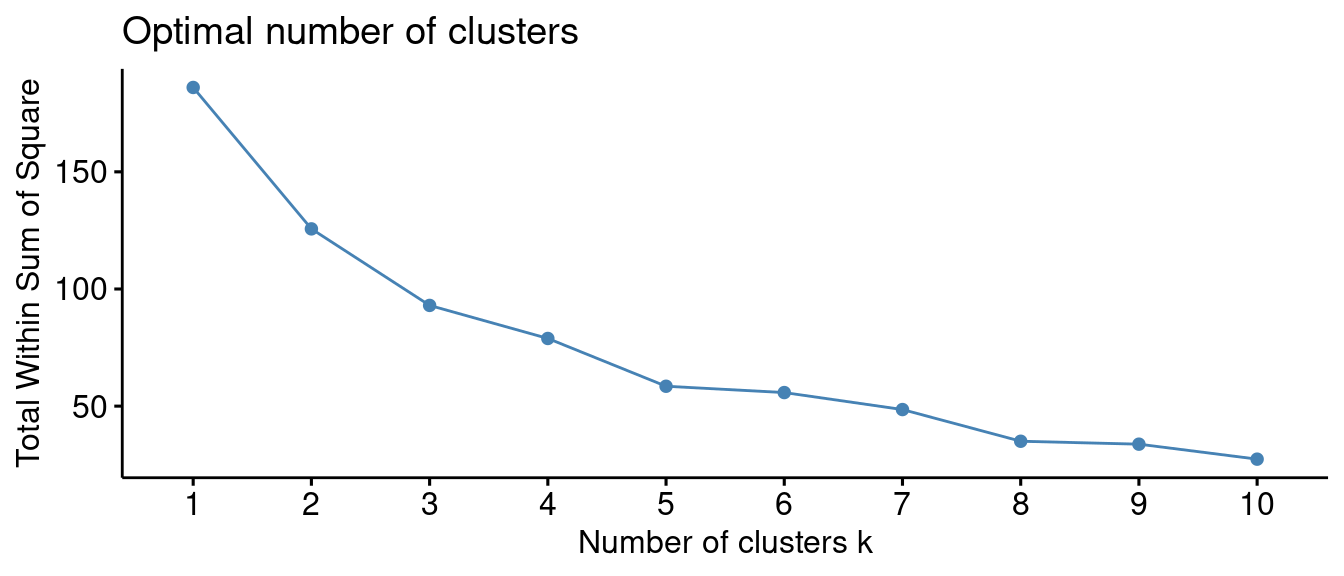 Optimal number of clusters
Total Within Sum of Square
150
100
50
1 2 3 4 5 6 7 8 9 10
Number of clusters k